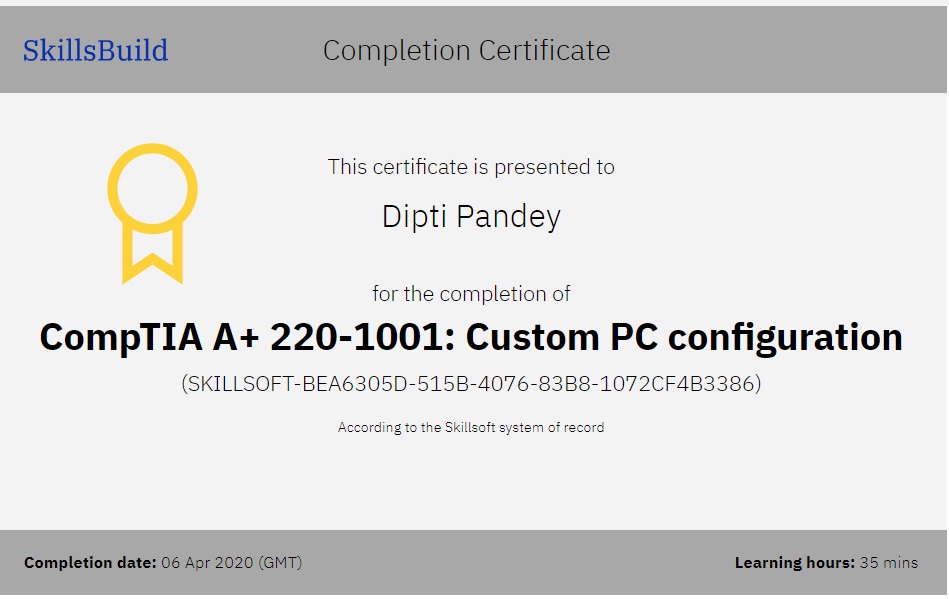 SkillsBuild
Completion Certificate
This certificate is presented to
Dipti Pandey
for the completion of
CompTIA A+ 220-1001: Custom PC configuration
(SKILLSOFT-BEA6305D-515B-4076-83B8-1072CF4B3386)
According to the Skillsoft system of record
Completion date: 06 Apr 2020 (GMT)
Learning hours: 35 mins